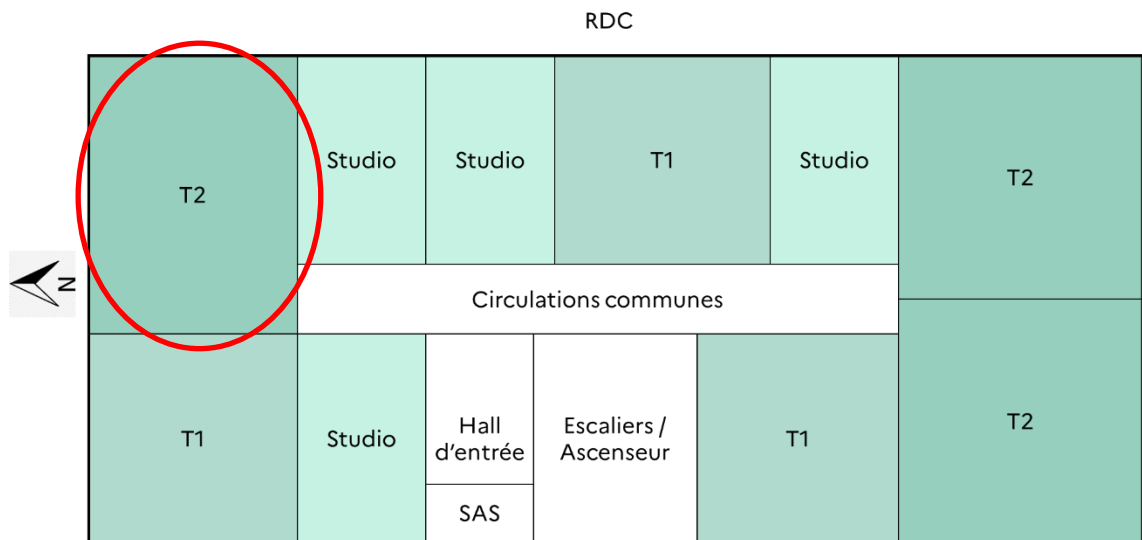 RDC
T2
Studio
Studio
T1
Studio
T2
N
Circulations communes
T1
Studio
Hall
d'entrée
SAS
Escaliers /
Ascenseur
T1
T2